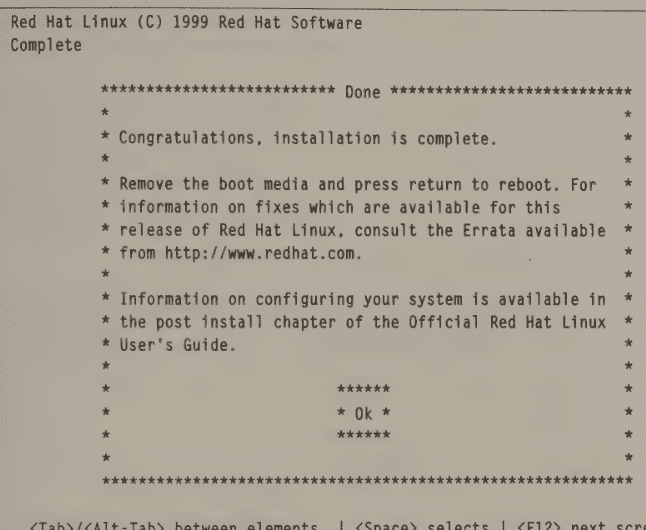 Red Hat Linux (C) 1999 Red Hat Software
Complete
************************** Done ***************************
* *
* Congratulations, installation is complete. *
* *
* Remove the boot media and press return to reboot. For *
* information on fixes which are available for this *
* release of Red Hat Linux, consult the Errata available *
* from http://www.redhat.com. *
* *
* Information on configuring your system is available in *
* the post install chapter of the Official Red Hat Linux *
* User's Guide. *
* *
* ****** *
* * Ok * *
* ****** *
* *
***********************************************************
<Tab>/<Alt-Tab> between elements | <Space> selects | <F12> next scre